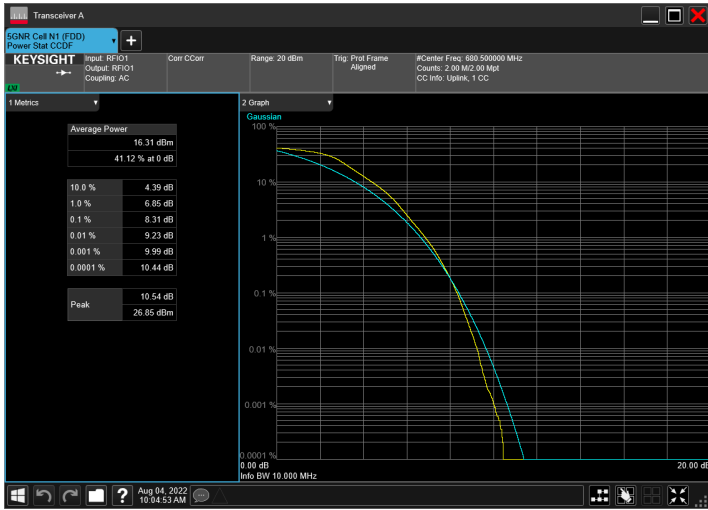 Transceiver A
5GNR Cell N1 (FDD)
Power Stat CCDF
KEYSIGHT
LXI
Input: RFIO1
Output: RFIO1
Coupling: AC
Corr CCorr
Range: 20 dBm
Trig: Prot Frame
Aligned
#Center Freq: 680.500000 MHz
Counts: 2.00 M/2.00 Mpt
CC Info: Uplink, 1 CC
1 Metrics
Average Power
16.31 dBm
41.12 % at 0 dB
10.0 % 4.39 dB
1.0 % 6.85 dB
0.1 % 8.31 dB
0.01 % 9.23 dB
0.001 % 9.99 dB
0.0001 % 10.44 dB
Peak 10.54 dB
26.85 dBm
2 Graph
Gaussian
100 %
10 %
1 %
0.1 %
0.01 %
0.001 %
0.0001 %
0.00 dB 20.00 dB
Info BW 10.000 MHz
Aug 04, 2022
10:04:53 AM